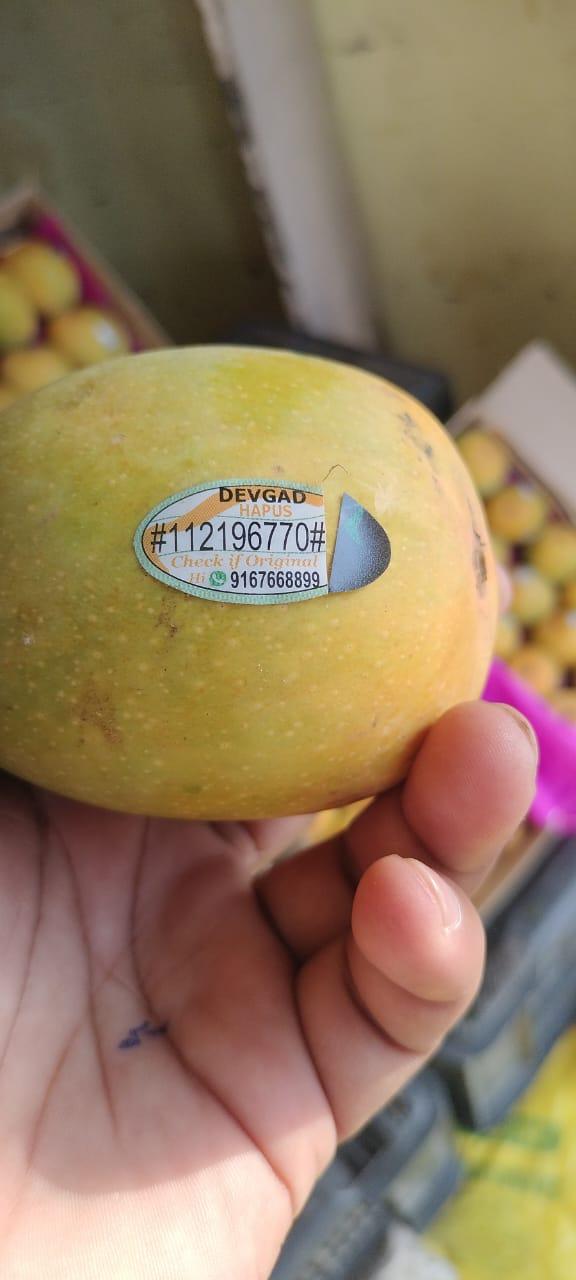 DEVGAD
HAPUS
#112196770#
Check if Original
Hi 9167668899